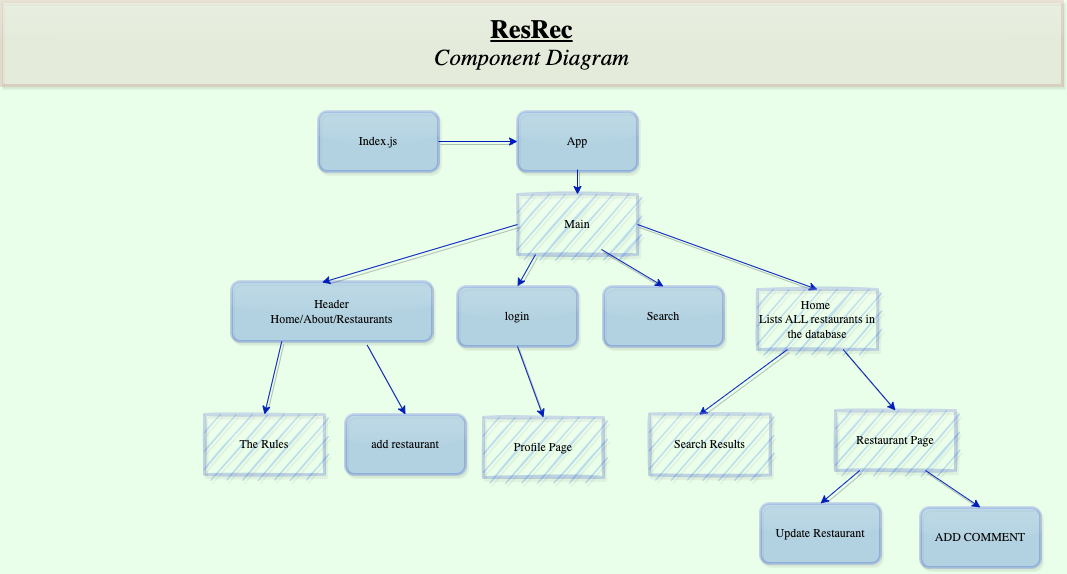 ResRec
Component Diagram
Index.js
App
Main
Header
Home/About/Restaurants
login
Search
Home
Lists ALL restaurants in
the database
The Rules
add restaurant
Profile Page
Search Results
Restaurant Page
Update Restaurant
ADD COMMENT